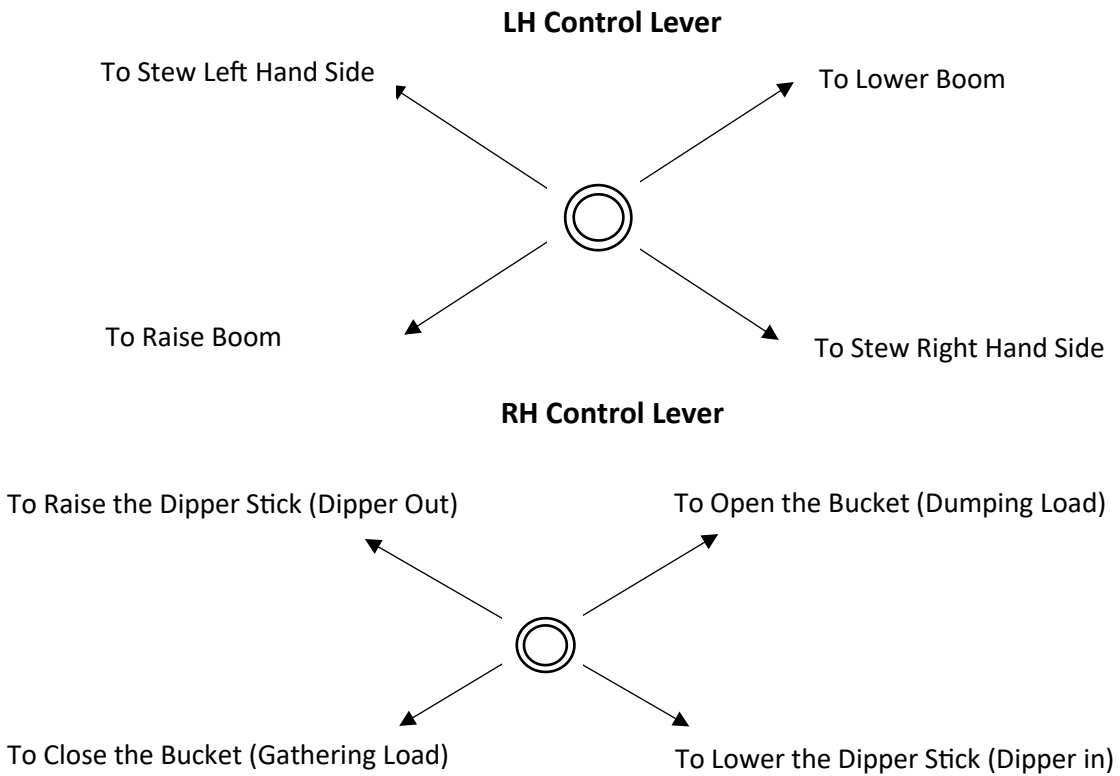 LH Control Lever
To Stew Left Hand Side
To Lower Boom
To Raise Boom
To Stew Right Hand Side
RH Control Lever
To Raise the Dipper Stick (Dipper Out)
To Open the Bucket (Dumping Load)
To Close the Bucket (Gathering Load)
To Lower the Dipper Stick (Dipper in)